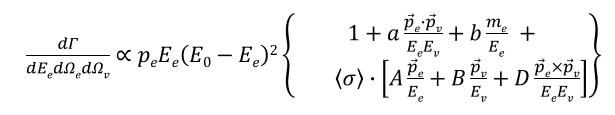 dΓ/(dE_e dΩ_e dΩ_ν) ∝ p_e E_e (E_0 − E_e)² { 1 + a (p⃗_e·p⃗_ν)/(E_e E_ν) + b m_e/E_e +
⟨σ⟩ · [A p⃗_e/E_e + B p⃗_ν/E_ν + D (p⃗_e×p⃗_ν)/(E_e E_ν)] }